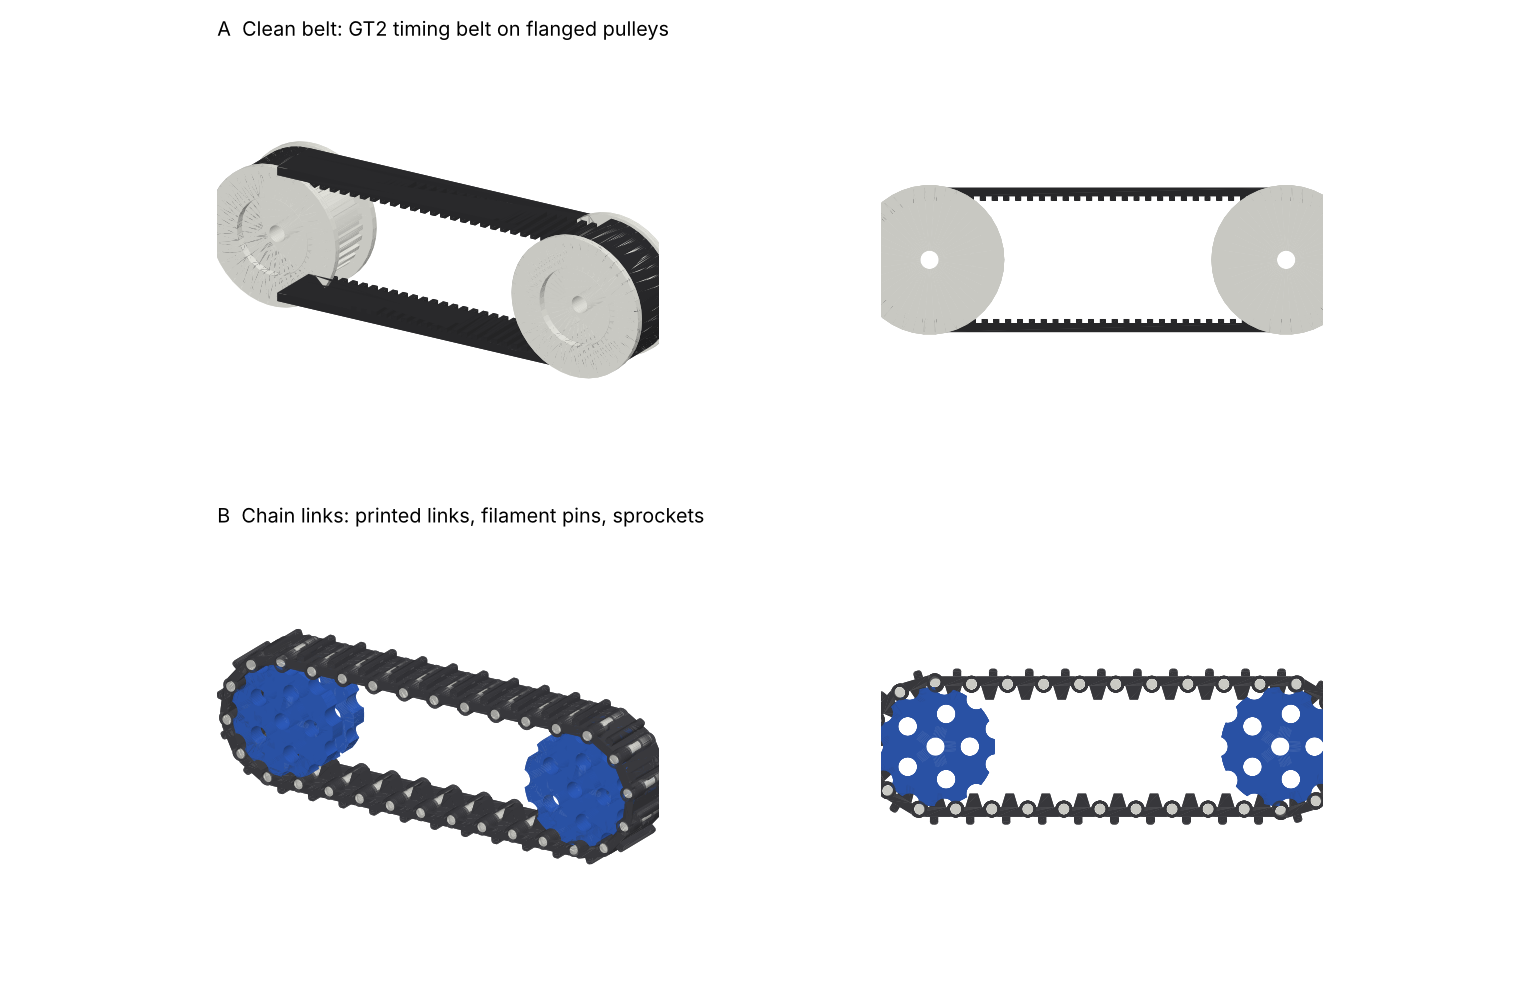 A Clean belt: GT2 timing belt on flanged pulleys
B Chain links: printed links, filament pins, sprockets